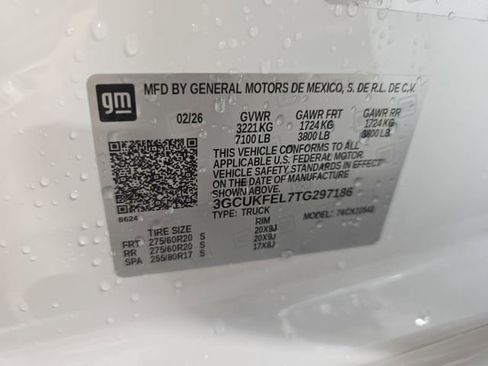 gm
MFD BY GENERAL MOTORS DE MEXICO, S. DE R.L. DE C.V.
02/26 GVWR GAWR FRT GAWR RR
3221 KG 1724 KG 1724 KG
7100 LB 3800 LB 3800 LB
THIS VEHICLE CONFORMS TO ALL
APPLICABLE U.S. FEDERAL MOTOR
VEHICLE SAFETY STANDARDS IN EFFECT
ON THE DATE OF MANUFACTURE
SHOWN ABOVE.
3GCUKFEL7TG297186
S624 TYPE: TRUCK MODEL:
TIRE SIZE RIM
FRT 275/60R20 S 20X9J
RR 275/60R20 S 20X9J
SPA 255/80R17 S 17X8J